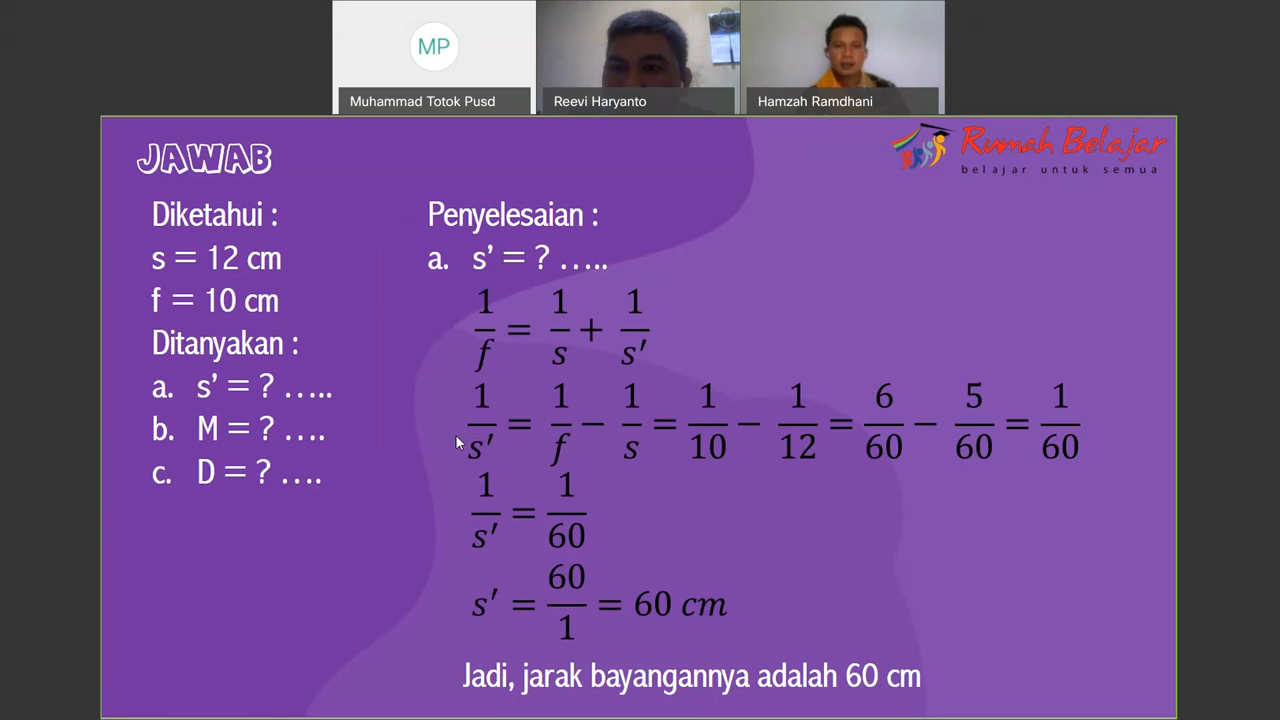 MP
Muhammad Totok Pusd
Reevi Haryanto
Hamzah Ramdhani
JAWAB
Rumah Belajar
belajar untuk semua
Diketahui :
s = 12 cm
f = 10 cm
Ditanyakan :
a. s' = ? .....
b. M = ? ....
c. D = ? ....
Penyelesaian :
a. s' = ? .....
1/f = 1/s + 1/s'
1/s' = 1/f − 1/s = 1/10 − 1/12 = 6/60 − 5/60 = 1/60
1/s' = 1/60
s' = 60/1 = 60 cm
Jadi, jarak bayangannya adalah 60 cm